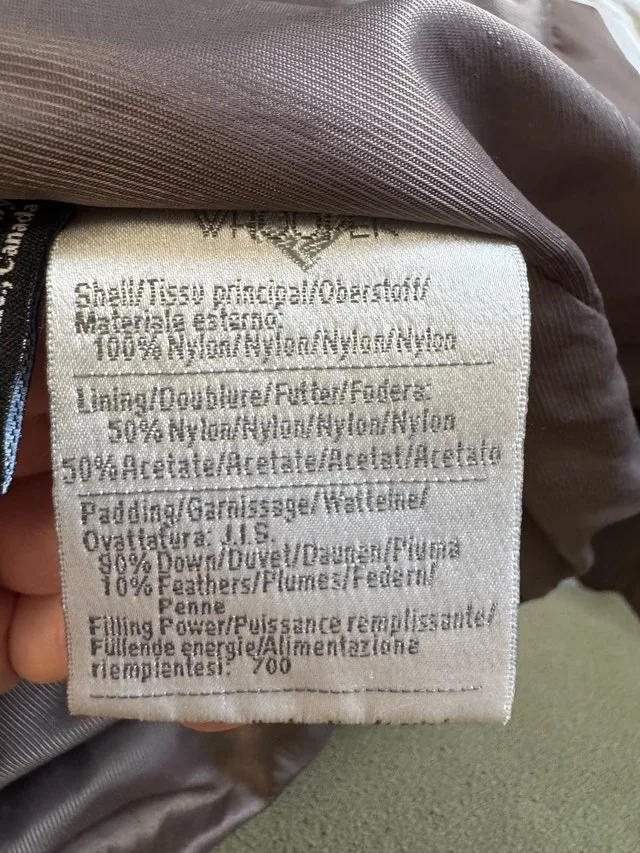 , Canada
Shell/Tissu principal/Oberstoff/
Materiale esterno:
100% Nylon/Nylon/Nylon/Nylon
Lining/Doublure/Futter/Fodera:
50% Nylon/Nylon/Nylon/Nylon
50% Acetate/Acetate/Acetat/Acetato
Padding/Garnissage/Watteine/
Ovattatura: J.I.S.
90% Down/Duvet/Daunen/Piuma
10% Feathers/Plumes/Federn/
Penne
Filling Power/Puissance remplissante/
Füllende energie/Alimentazione
riempientesi: 700